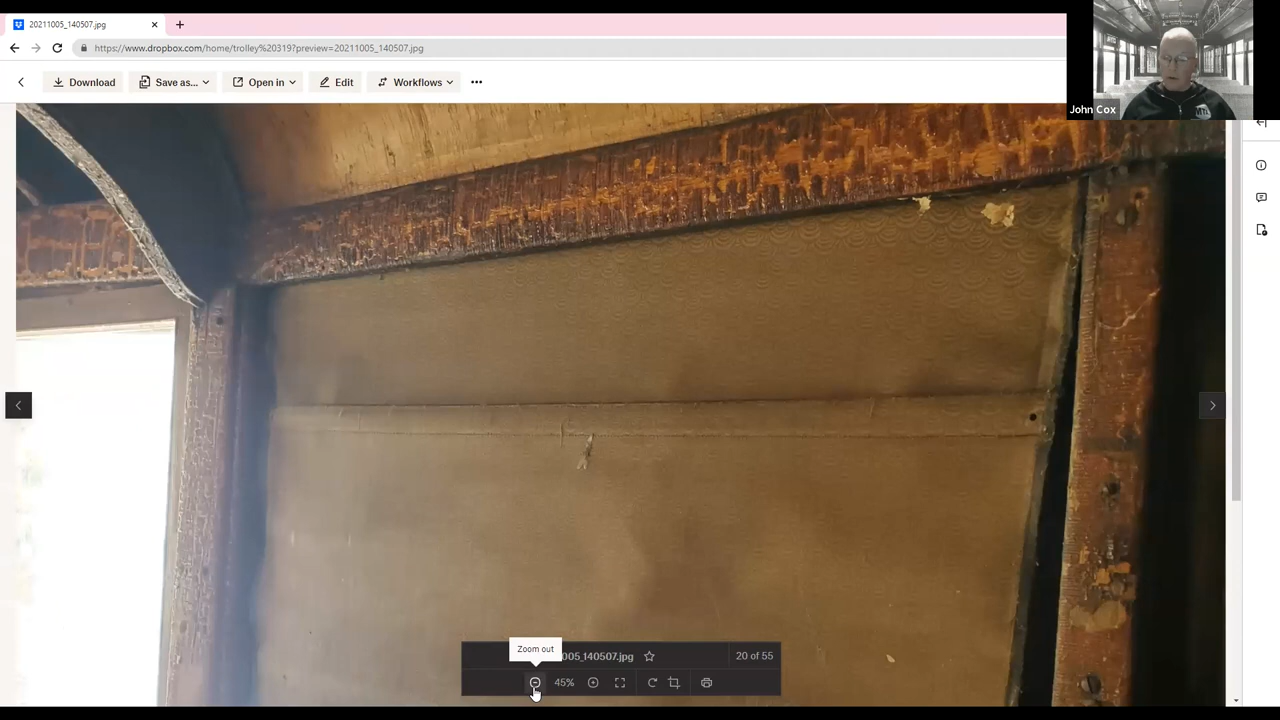 20211005_140507.jpg
https://www.dropbox.com/home/trolley%20319?preview=20211005_140507.jpg
Download
Save as...
Open in
Edit
Workflows
John Cox
Zoom out
005_140507.jpg
20 of 55
45%